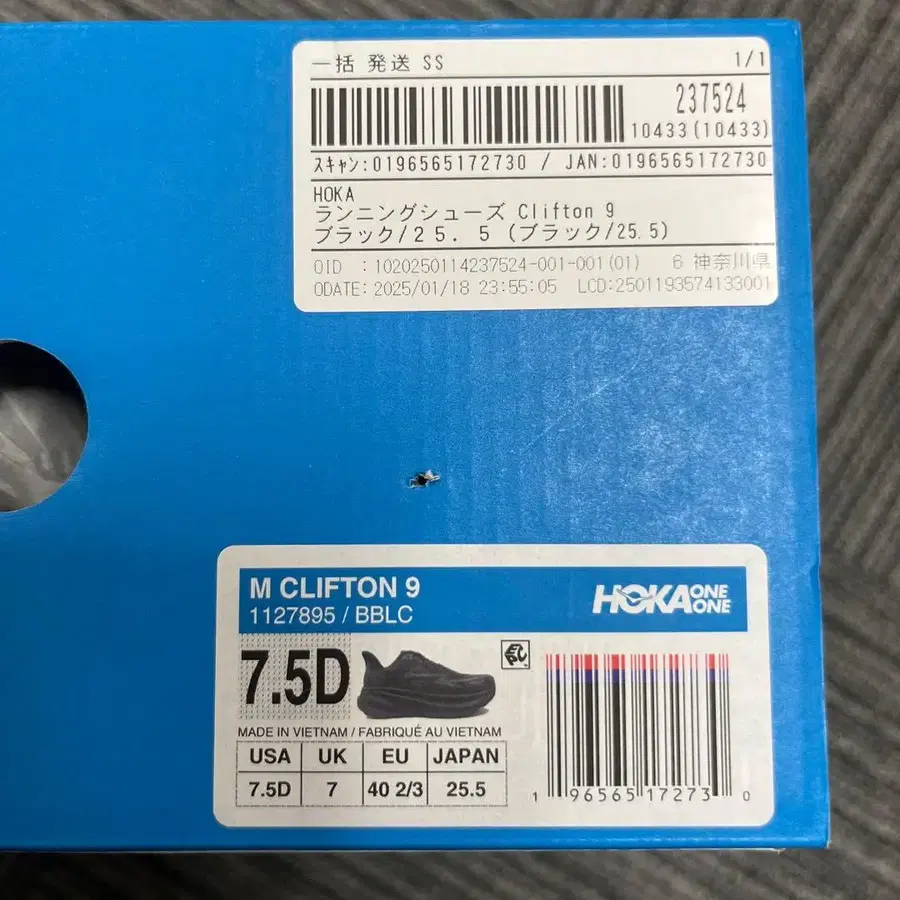 一括 発送 SS 1/1
237524
10433(10433)
スキャン:0196565172730 / JAN:0196565172730
HOKA
ランニングシューズ Clifton 9
ブラック/25.5 (ブラック/25.5)
OID :1020250114237524-001-001(01) 6 神奈川県
ODATE: 2025/01/18 23:55:05 LCD:2501193574133001
M CLIFTON 9
1127895 / BBLC
HOKA ONE ONE
7.5D
MADE IN VIETNAM / FABRIQUÉ AU VIETNAM
USA UK EU JAPAN
7.5D 7 40 2/3 25.5
1 96565 17273 0